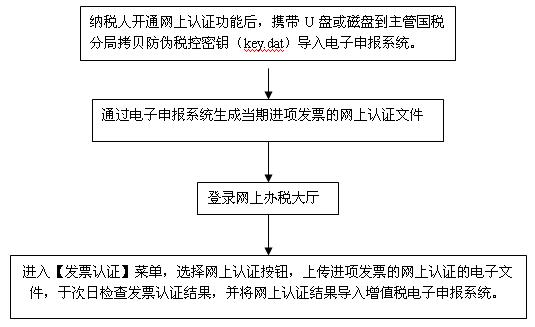 纳税人开通网上认证功能后，携带 U 盘或磁盘到主管国税
分局拷贝防伪税控密钥（key.dat）导入电子申报系统。
通过电子申报系统生成当期进项发票的网上认证文件
登录网上办税大厅
进入【发票认证】菜单，选择网上认证按钮，上传进项发票的网上认证的电子文
件，于次日检查发票认证结果，并将网上认证结果导入增值税电子申报系统。